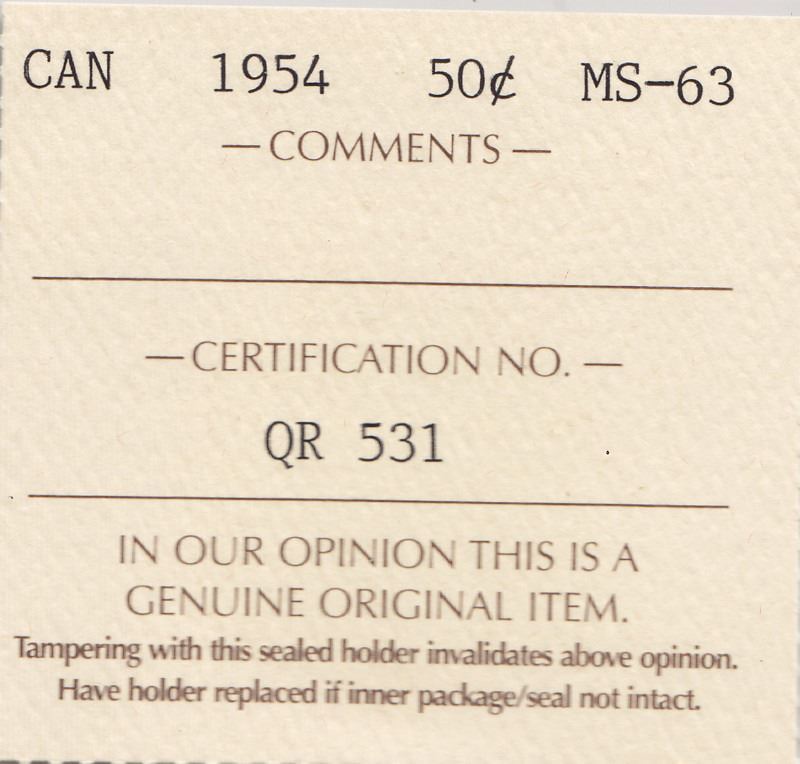 CAN 1954 50¢ MS-63
— COMMENTS —
— CERTIFICATION NO. —
QR 531
IN OUR OPINION THIS IS A
GENUINE ORIGINAL ITEM.
Tampering with this sealed holder invalidates above opinion.
Have holder replaced if inner package/seal not intact.